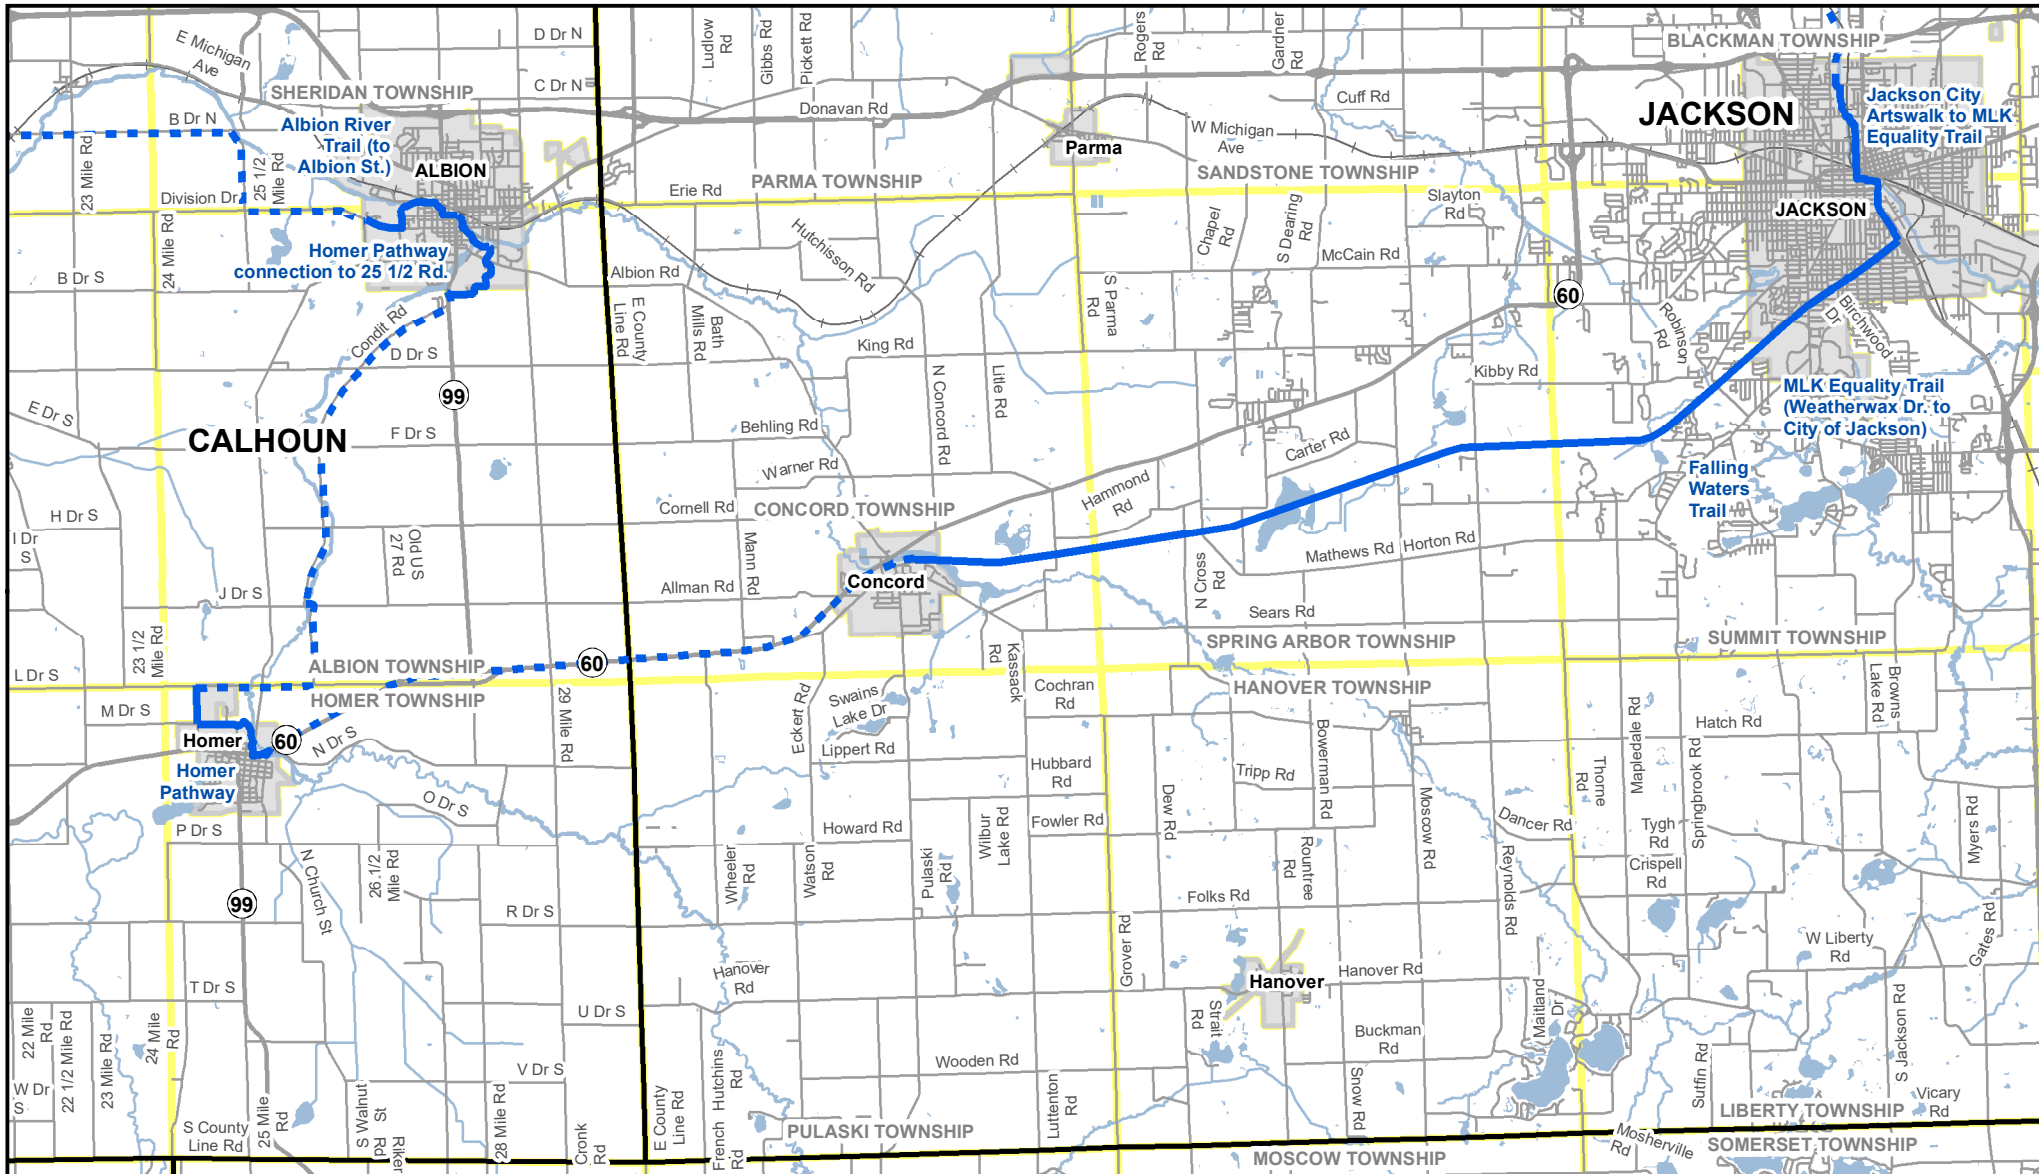 E Michigan
Ave
D Dr N
C Dr N
Ludlow
Rd
Gibbs Rd
Pickett Rd
Rogers
Rd
Gardner
Rd
BLACKMAN TOWNSHIP
SHERIDAN TOWNSHIP
B Dr N
Albion River
Trail (to
Albion St.)
ALBION
Donavan Rd
Cuff Rd
W Michigan
Ave
Parma
JACKSON
Jackson City
Artswalk to MLK
Equality Trail
23 Mile Rd
25 1/2
Mile Rd
Division Dr
24 Mile Rd
Erie Rd
PARMA TOWNSHIP
SANDSTONE TOWNSHIP
Slayton
Rd
JACKSON
Homer Pathway
connection to 25 1/2 Rd.
B Dr S
Albion Rd
Hutchisson Rd
Chapel
Rd
S Dearing
Rd
McCain Rd
S Parma
Rd
60
Condit Rd
D Dr S
E County
Line Rd
Bath
Mills Rd
King Rd
N Concord Rd
Litle Rd
Robinson
Rd
Birchwood
Dr
Kibby Rd
99
MLK Equality Trail
(Weatherwax Dr. to
City of Jackson)
E Dr S
CALHOUN
F Dr S
Behling Rd
Warner Rd
Carter Rd
Falling
Waters
Trail
Hammond
Rd
Cornell Rd
CONCORD TOWNSHIP
H Dr S
I Dr
S
Old US
27 Rd
Mann Rd
Mathews Rd
Horton Rd
J Dr S
Allman Rd
Concord
N Cross
Rd
Sears Rd
23 1/2
Mile Rd
SPRING ARBOR TOWNSHIP
SUMMIT TOWNSHIP
L Dr S
ALBION TOWNSHIP
60
Kassack
Rd
HOMER TOWNSHIP
Cochran
Rd
HANOVER TOWNSHIP
Browns
Lake Rd
M Dr S
29 Mile Rd
Eckert Rd
Swains
Lake Dr
Lippert Rd
Bowerman Rd
Mapledale Rd
Hatch Rd
Springbrook Rd
Homer
60
N Dr S
Homer
Pathway
Hubbard
Rd
Tripp Rd
Thorne
Rd
O Dr S
P Dr S
Howard Rd
Wilbur
Lake Rd
Fowler Rd
Dew Rd
Moscow Rd
Dancer Rd
Tygh
Rd
Crispell
Rd
Myers Rd
N Church St
26 1/2
Mile Rd
Wheeler
Rd
Watson
Rd
Pulaski
Rd
Rountree
Rd
Reynolds Rd
99
R Dr S
Folks Rd
Grover Rd
W Liberty
Rd
Gates Rd
T Dr S
Hanover
Rd
Hanover
Hanover Rd
Maitland
Dr
U Dr S
22 Mile
Rd
22 1/2 Mile Rd
23 Mile Rd
24 Mile
Rd
Strait
Rd
Buckman
Rd
S Jackson Rd
V Dr S
Wooden Rd
W Dr
S
S County
Line Rd
25 Mile
Rd
S Walnut
St
Rd
Riker
28 Mile Rd
Cronk
Rd
E County
Line Rd
French
Hutchins
Rd
Rd
PULASKI TOWNSHIP
Luttenton
Rd
Snow Rd
Sutfin Rd
Vicary
Rd
LIBERTY TOWNSHIP
Mosherville
Rd
SOMERSET TOWNSHIP
MOSCOW TOWNSHIP